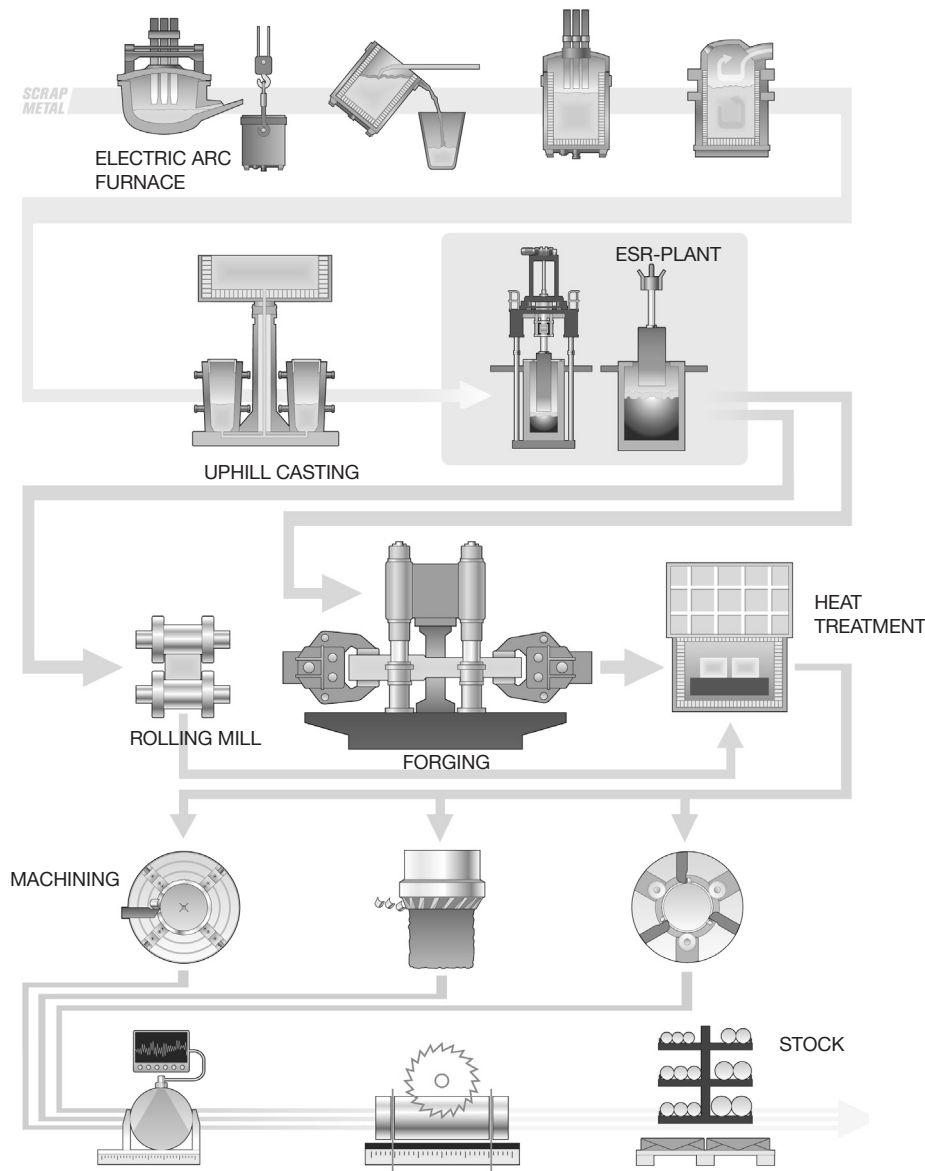 SCRAP
METAL
ELECTRIC ARC
FURNACE
ESR-PLANT
UPHILL CASTING
HEAT
TREATMENT
ROLLING MILL
FORGING
MACHINING
STOCK